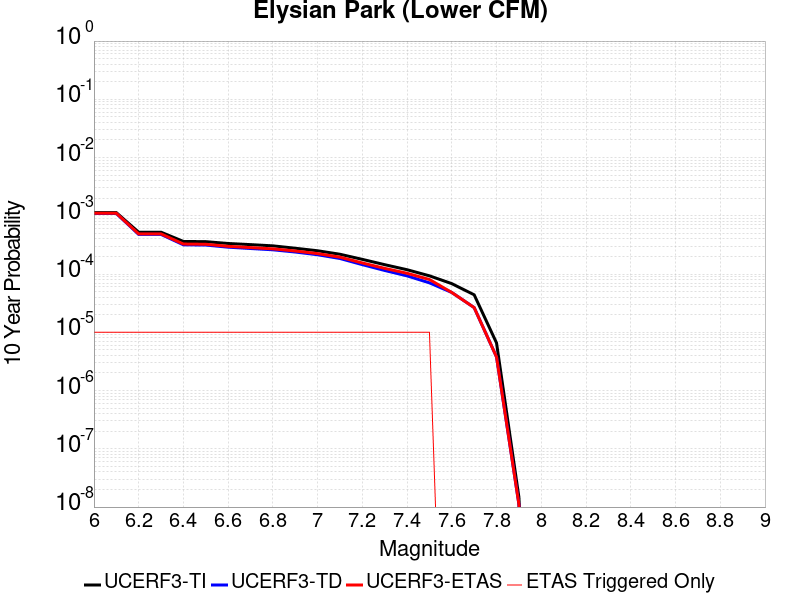 Elysian Park (Lower CFM)
10 0
10 -1
10 -2
10 -3
10 -4
10 -5
10 -6
10 -7
10 -8
10 Year Probability
6 6.2 6.4 6.6 6.8 7 7.2 7.4 7.6 7.8 8 8.2 8.4 8.6 8.8 9
Magnitude
UCERF3-TI UCERF3-TD UCERF3-ETAS ETAS Triggered Only